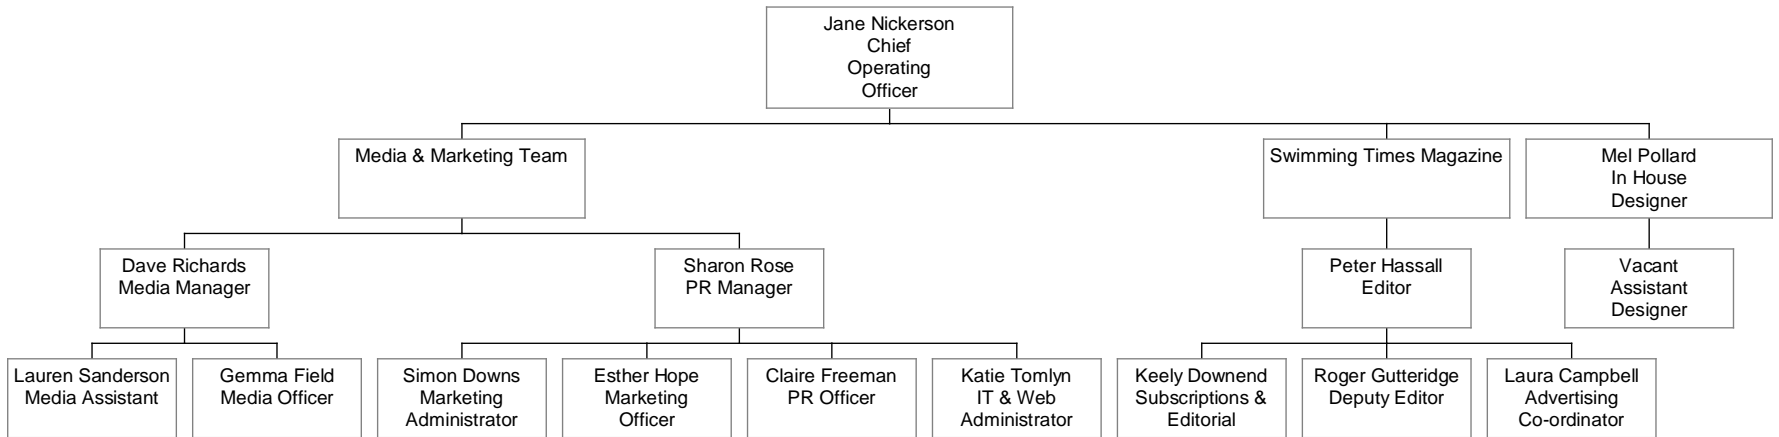 Jane Nickerson
Chief
Operating
Officer
Media & Marketing Team
Swimming Times Magazine
Mel Pollard
In House
Designer
Dave Richards
Media Manager
Sharon Rose
PR Manager
Peter Hassall
Editor
Vacant
Assistant
Designer
Lauren Sanderson
Media Assistant
Gemma Field
Media Officer
Simon Downs
Marketing
Administrator
Esther Hope
Marketing
Officer
Claire Freeman
PR Officer
Katie Tomlyn
IT & Web
Administrator
Keely Downend
Subscriptions &
Editorial
Roger Gutteridge
Deputy Editor
Laura Campbell
Advertising
Co-ordinator